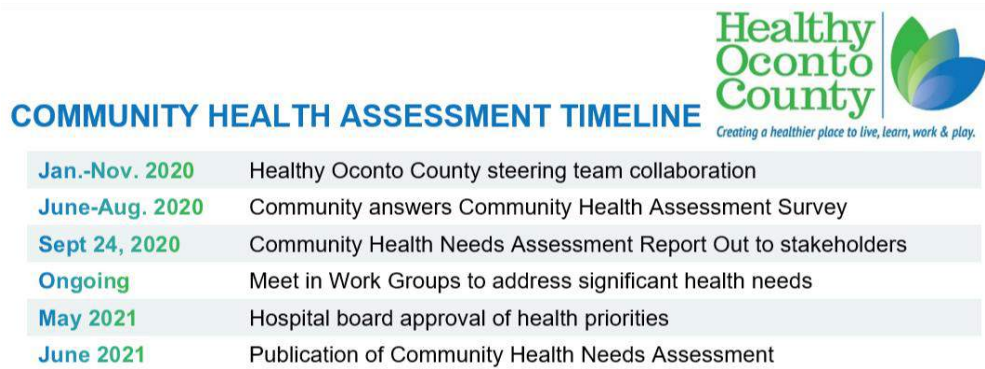 Healthy
Oconto
County
Creating a healthier place to live, learn, work & play.
COMMUNITY HEALTH ASSESSMENT TIMELINE
Jan.-Nov. 2020 Healthy Oconto County steering team collaboration
June-Aug. 2020 Community answers Community Health Assessment Survey
Sept 24, 2020 Community Health Needs Assessment Report Out to stakeholders
Ongoing Meet in Work Groups to address significant health needs
May 2021 Hospital board approval of health priorities
June 2021 Publication of Community Health Needs Assessment